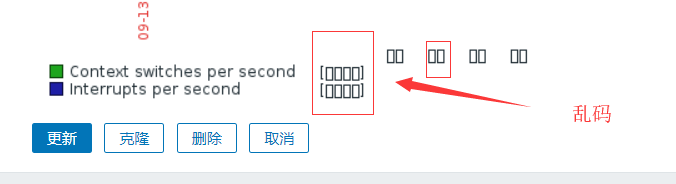 09-13
Context switches per second [□□□□]
Interrupts per second [□□□□]
□□ □□ □□ □□
乱码
更新 克隆 删除 取消